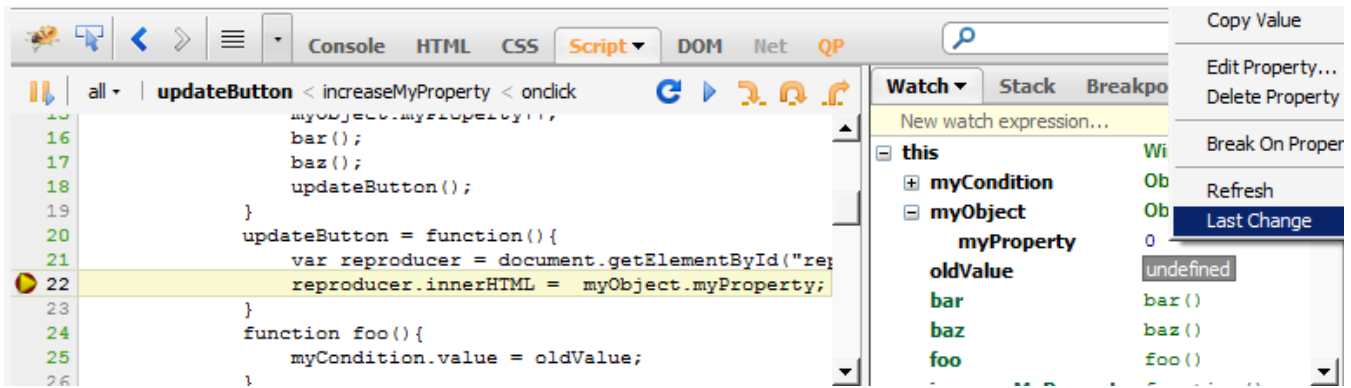 Console HTML CSS Script DOM Net QP
all updateButton < increaseMyProperty < onclick
myObject.myProperty++;
16 bar();
17 baz();
18 updateButton();
19 }
20 updateButton = function(){
21 var reproducer = document.getElementById("rep
22 reproducer.innerHTML = myObject.myProperty;
23 }
24 function foo(){
25 myCondition.value = oldValue;
26 }
Watch Stack Breakpo
New watch expression...
this Wi
myCondition Ob
myObject Ob
myProperty 0
oldValue undefined
bar bar()
baz baz()
foo foo()
Copy Value
Edit Property...
Delete Property
Break On Proper
Refresh
Last Change